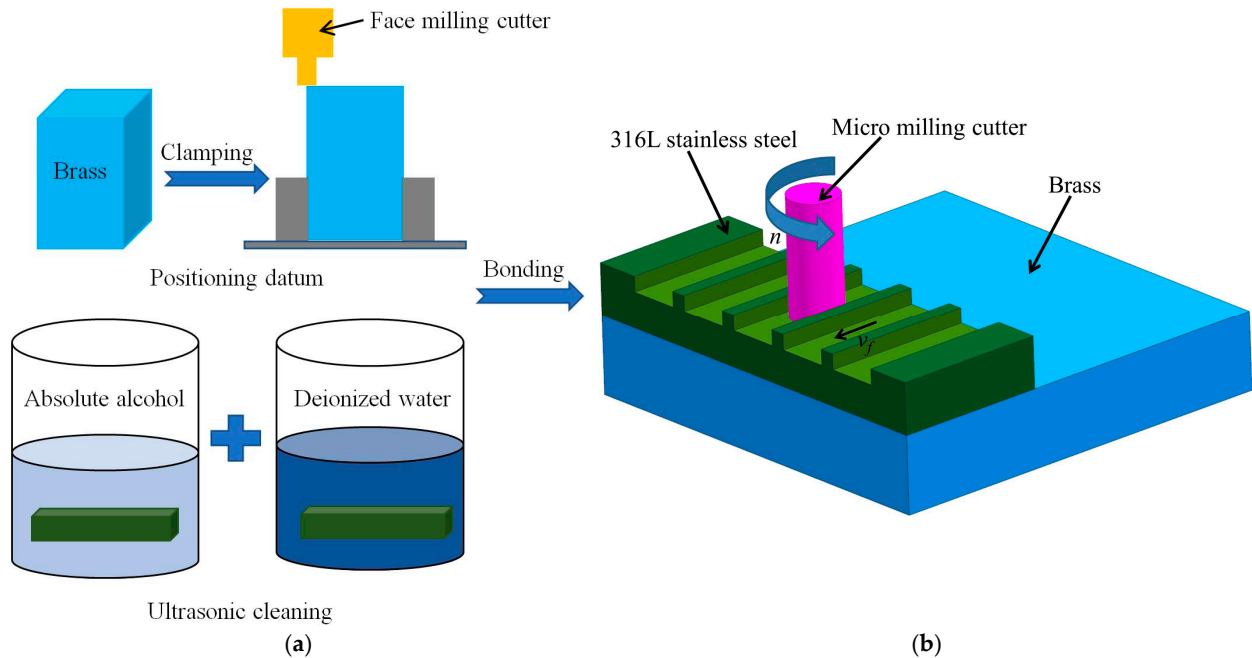 Face milling cutter
Brass
Clamping
Positioning datum
Absolute alcohol
Deionized water
Ultrasonic cleaning
(a)
Bonding
316L stainless steel
Micro milling cutter
Brass
n
v_f
(b)